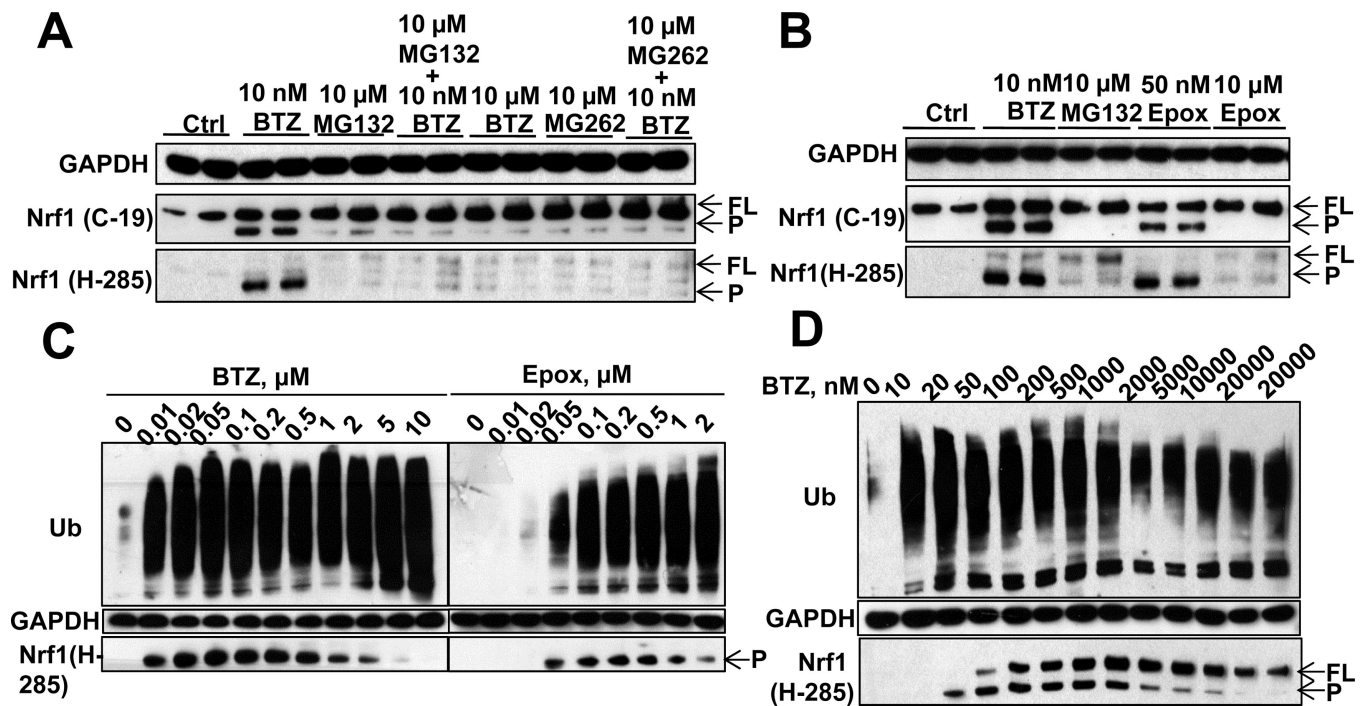 A
10 µM
MG132
+
10 µM
MG262
+
10 nM
BTZ
10 µM
MG132
10 nM
BTZ
10 µM
BTZ
10 µM
MG262
10 nM
BTZ
Ctrl
GAPDH
Nrf1 (C-19)
FL
P
Nrf1 (H-285)
FL
P
B
Ctrl
10 nM
BTZ
10 µM
MG132
50 nM
Epox
10 µM
Epox
GAPDH
Nrf1 (C-19)
FL
P
Nrf1(H-285)
FL
P
C
BTZ, µM
Epox, µM
0 0.01 0.02 0.05 0.1 0.2 0.5 1 2 5 10
0 0.01 0.02 0.05 0.1 0.2 0.5 1 2
Ub
GAPDH
Nrf1(H-
285)
P
D
BTZ, nM
0 10 20 50 100 200 500 1000 2000 5000 10000 20000 20000
Ub
GAPDH
Nrf1
(H-285)
FL
P